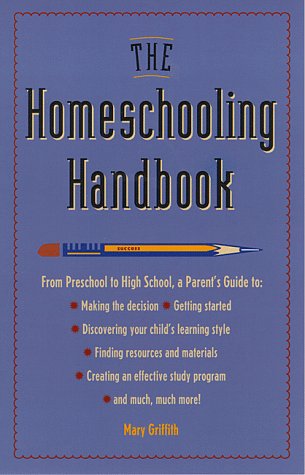 THE
Homeschooling
Handbook
SUCCESS
From Preschool to High School, a Parent's Guide to:
Making the decision Getting started
Discovering your child's learning style
Finding resources and materials
Creating an effective study program
and much, much more!
Mary Griffith